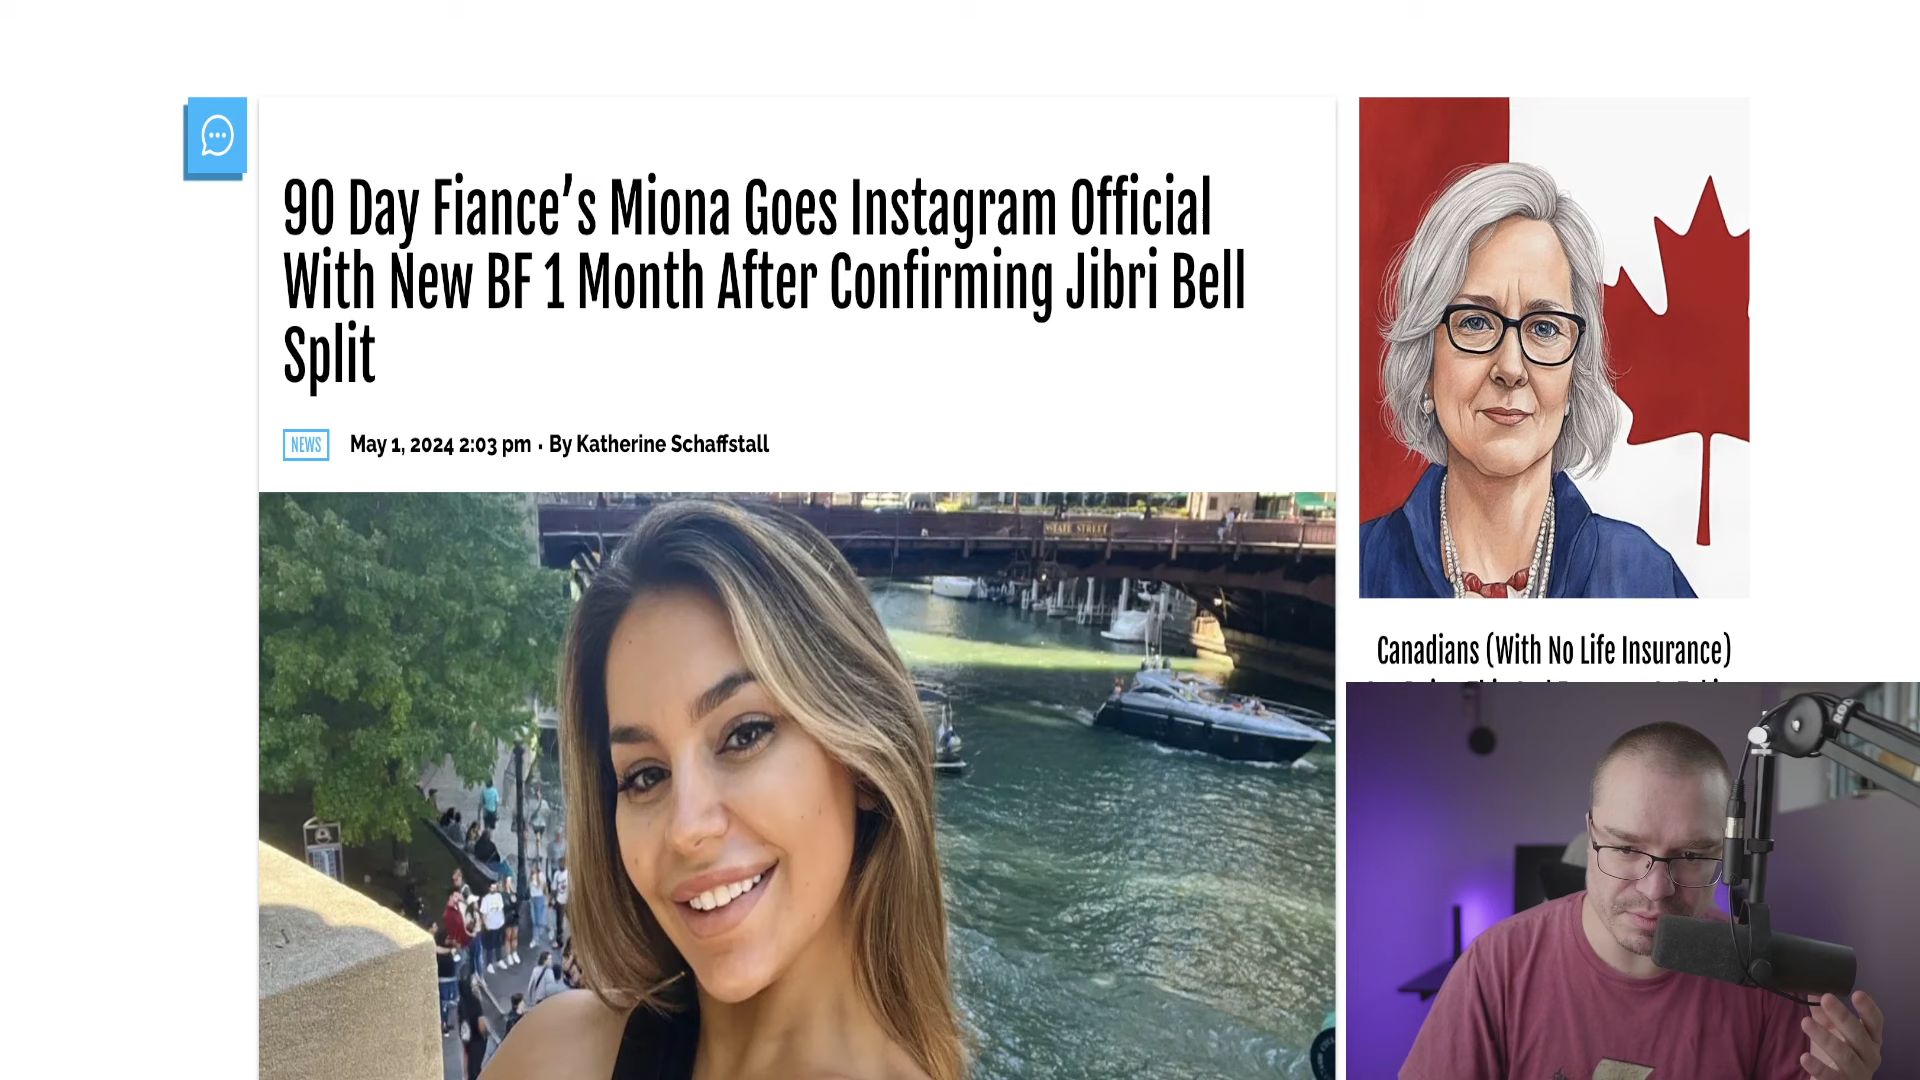 90 Day Fiance’s Miona Goes Instagram Official
With New BF 1 Month After Confirming Jibri Bell
Split
NEWS
May 1, 2024 2:03 pm · By Katherine Schaffstall
STATE STREET
Canadians (With No Life Insurance)